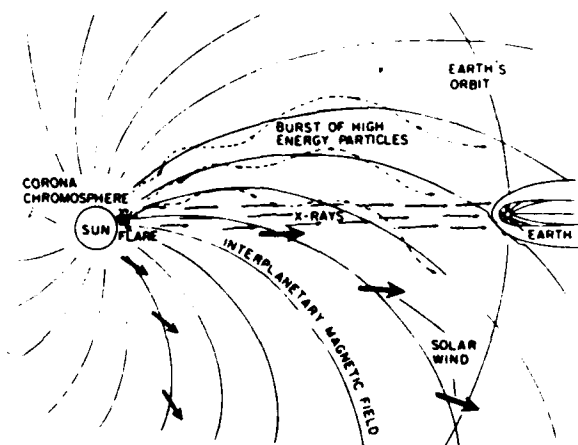 EARTH'S
ORBIT
BURST OF HIGH
ENERGY PARTICLES
CORONA
CHROMOSPHERE
X-RAYS
SUN
FLARE
EARTH
INTERPLANETARY MAGNETIC FIELD
SOLAR
WIND